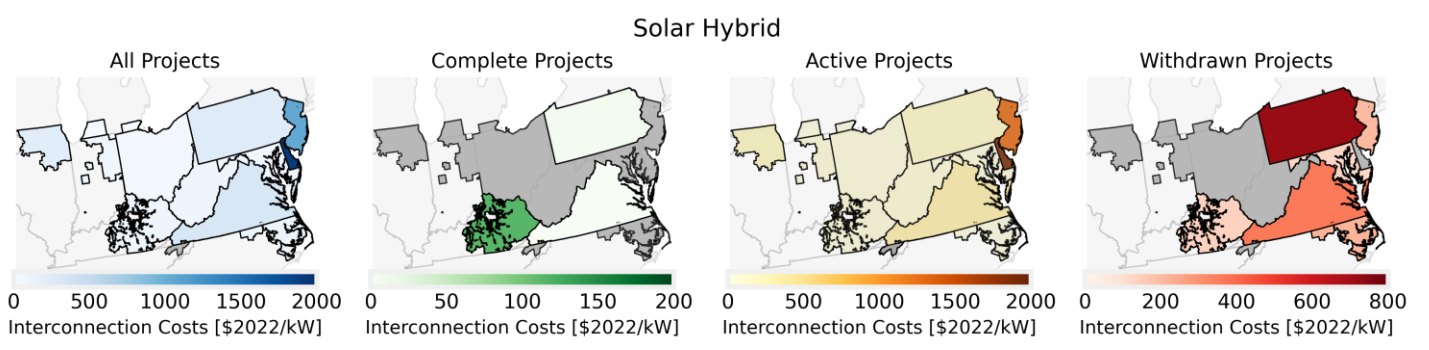 Solar Hybrid
All Projects
Complete Projects
Active Projects
Withdrawn Projects
0 500 1000 1500 2000
0 50 100 150 200
0 500 1000 1500 2000
0 200 400 600 800
Interconnection Costs [$2022/kW]
Interconnection Costs [$2022/kW]
Interconnection Costs [$2022/kW]
Interconnection Costs [$2022/kW]